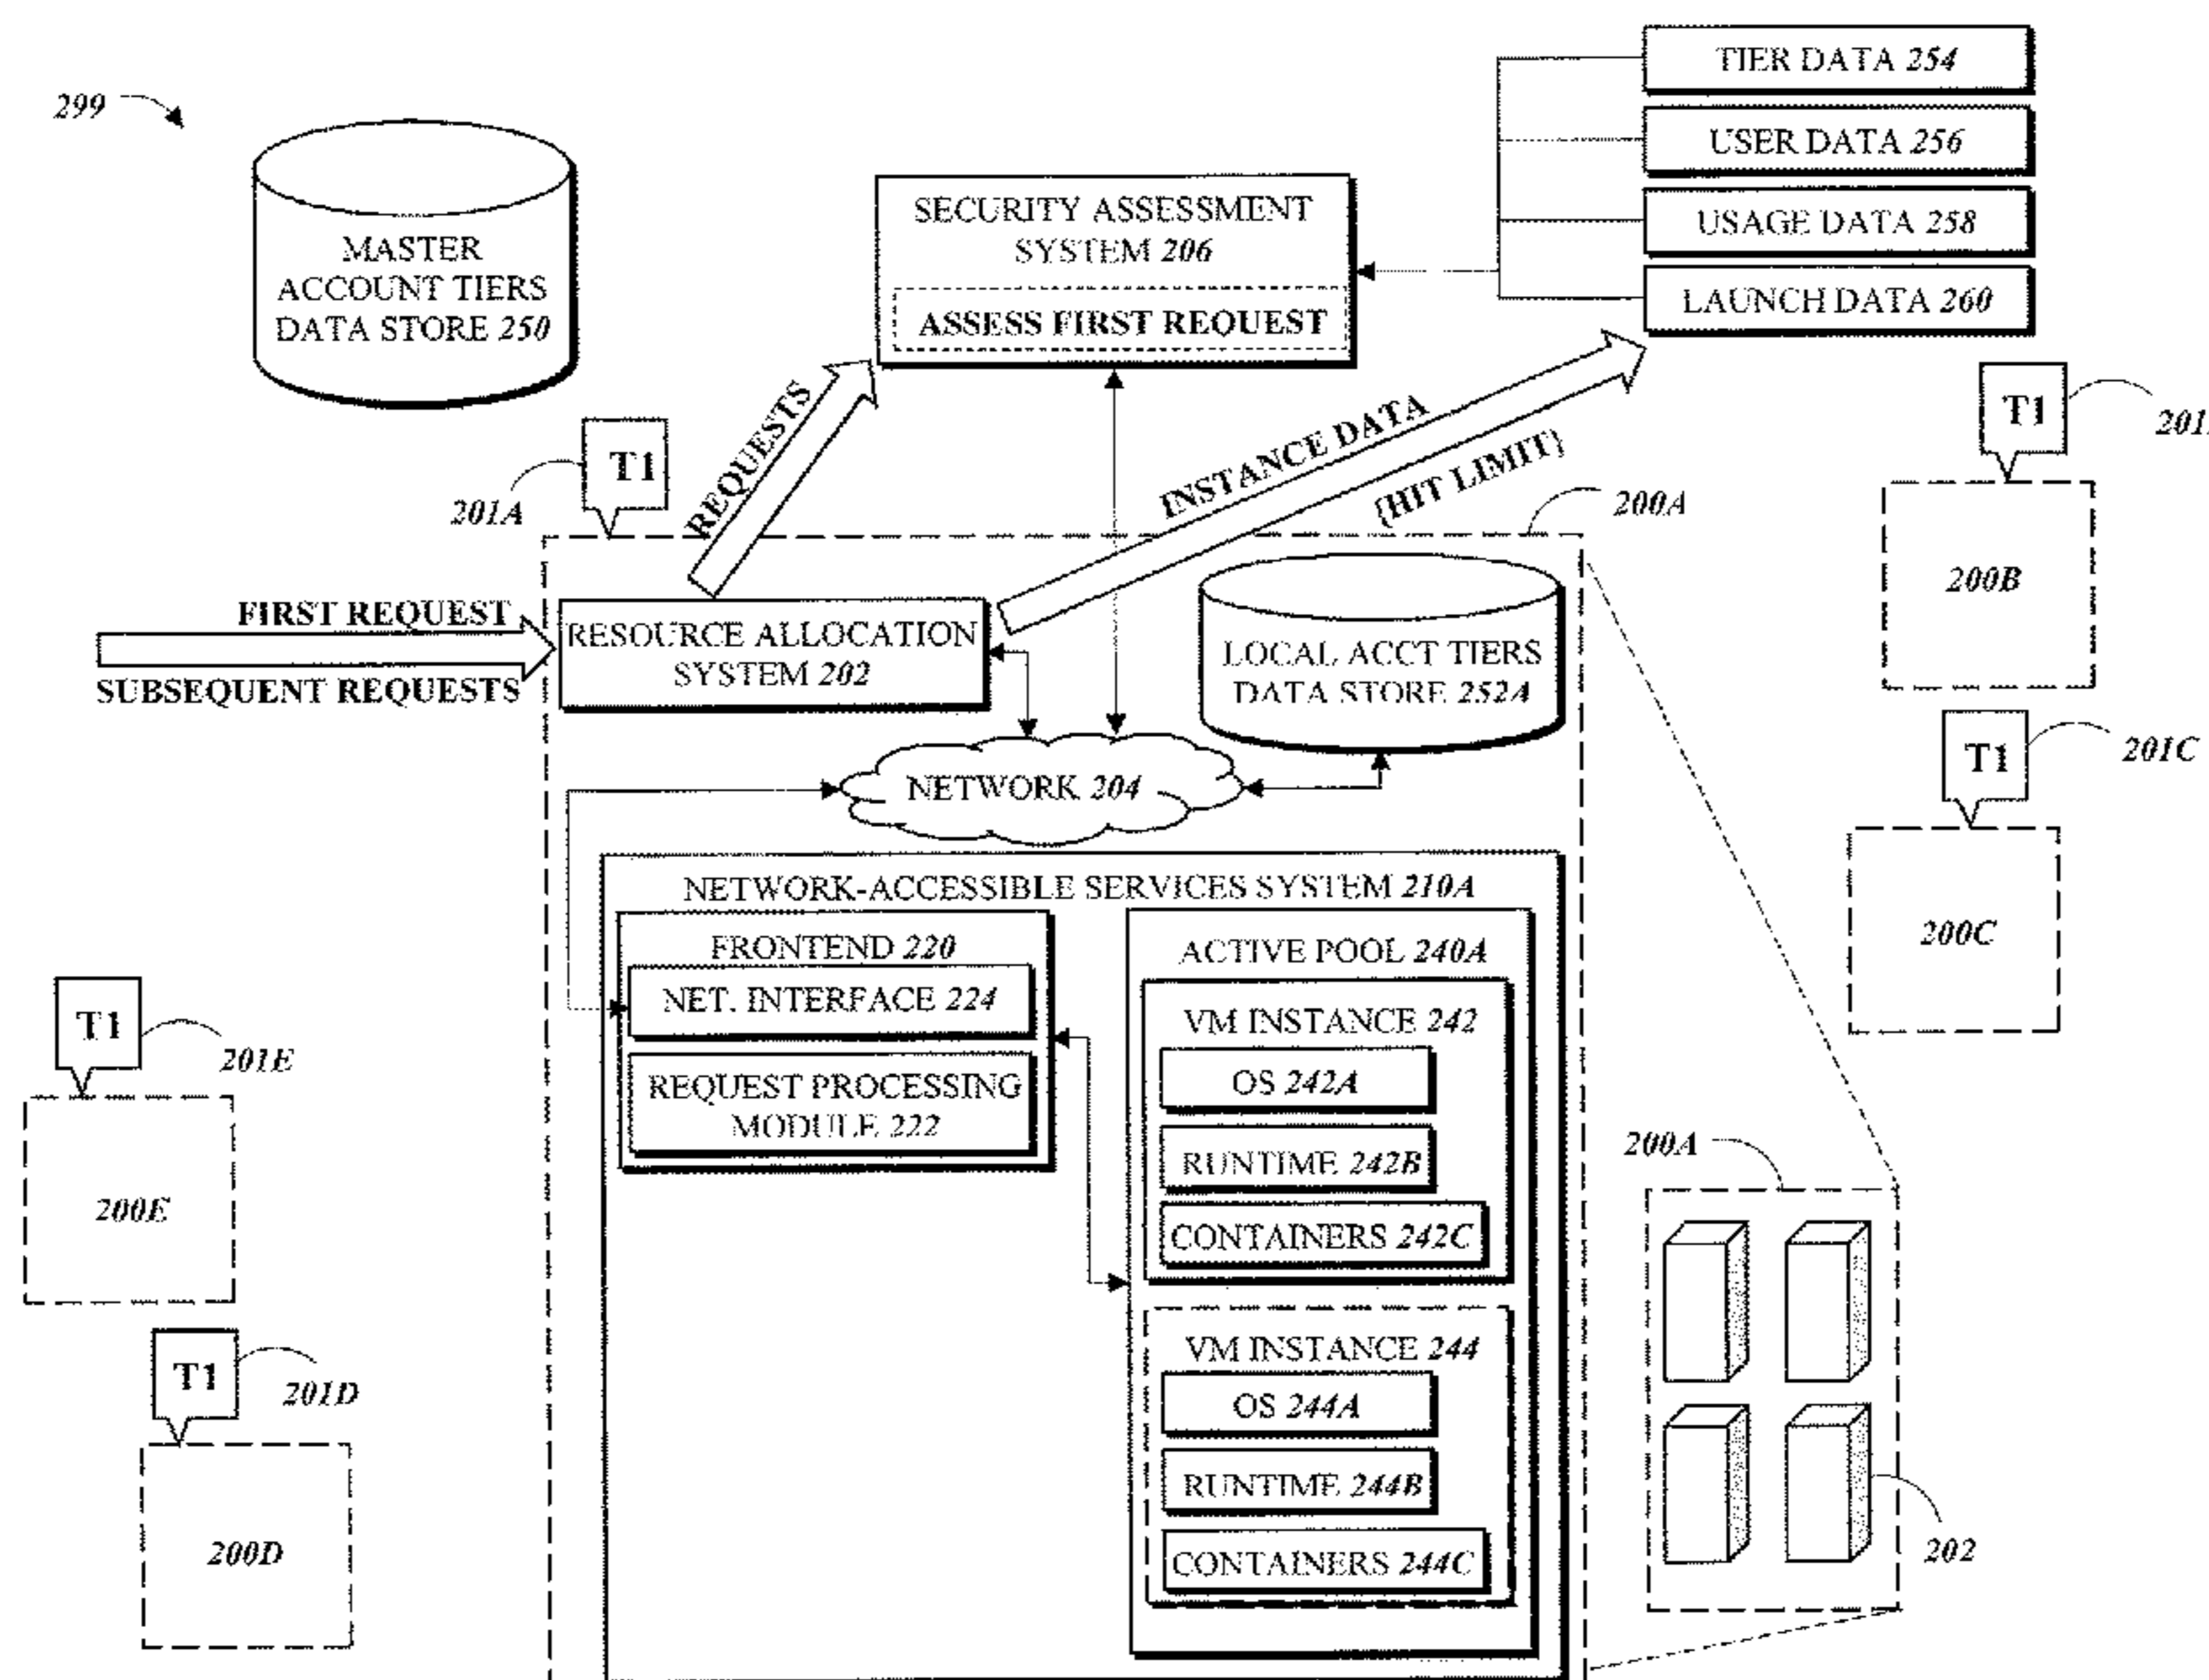 299
MASTER
ACCOUNT TIERS
DATA STORE 250
SECURITY ASSESSMENT
SYSTEM 206
ASSESS FIRST REQUEST
TIER DATA 254
USER DATA 256
USAGE DATA 258
LAUNCH DATA 260
REQUESTS
INSTANCE DATA
{HIT LIMIT}
T1
201A
T1
200A
200B
FIRST REQUEST
SUBSEQUENT REQUESTS
RESOURCE ALLOCATION
SYSTEM 202
LOCAL ACCT TIERS
DATA STORE 252A
NETWORK 204
T1
201C
200C
NETWORK-ACCESSIBLE SERVICES SYSTEM 210A
FRONTEND 220
NET. INTERFACE 224
REQUEST PROCESSING
MODULE 222
ACTIVE POOL 240A
VM INSTANCE 242
OS 242A
RUNTIME 242B
CONTAINERS 242C
VM INSTANCE 244
OS 244A
RUNTIME 244B
CONTAINERS 244C
T1
201E
200E
T1
201D
200D
200A
202